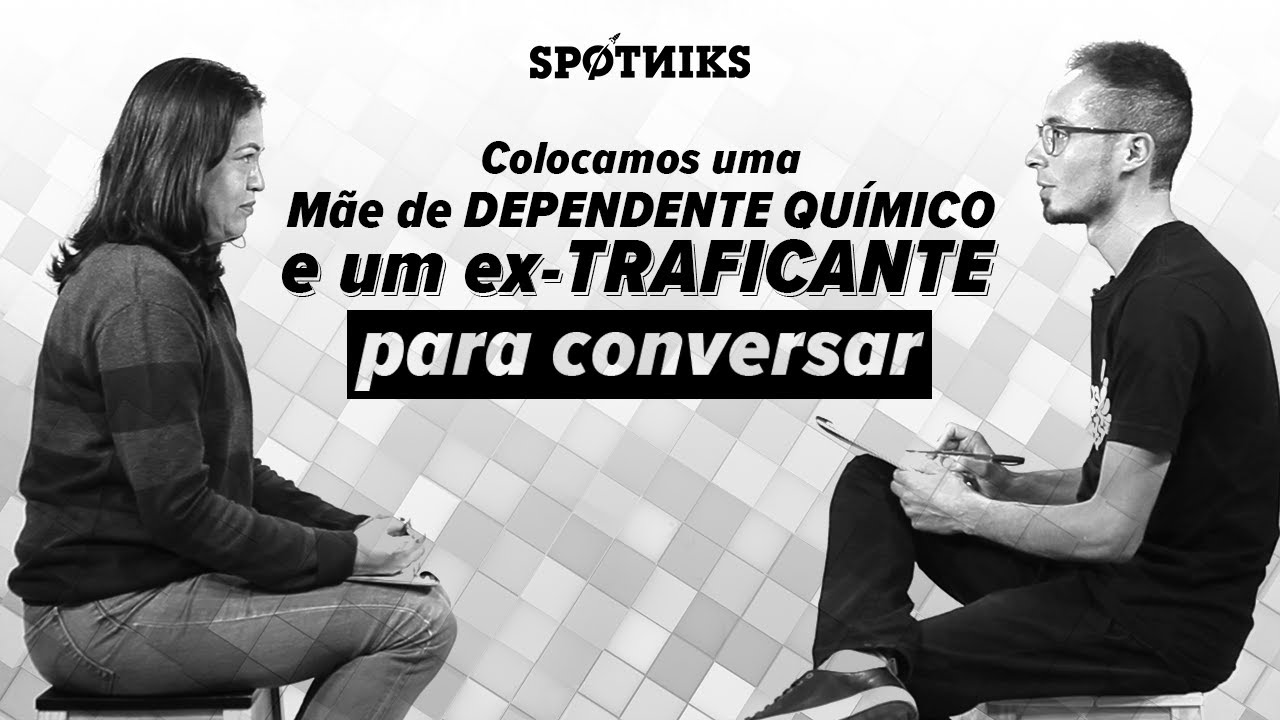 SPØTNIKS
Colocamos uma
Mãe de DEPENDENTE QUÍMICO
e um ex-TRAFICANTE
para conversar